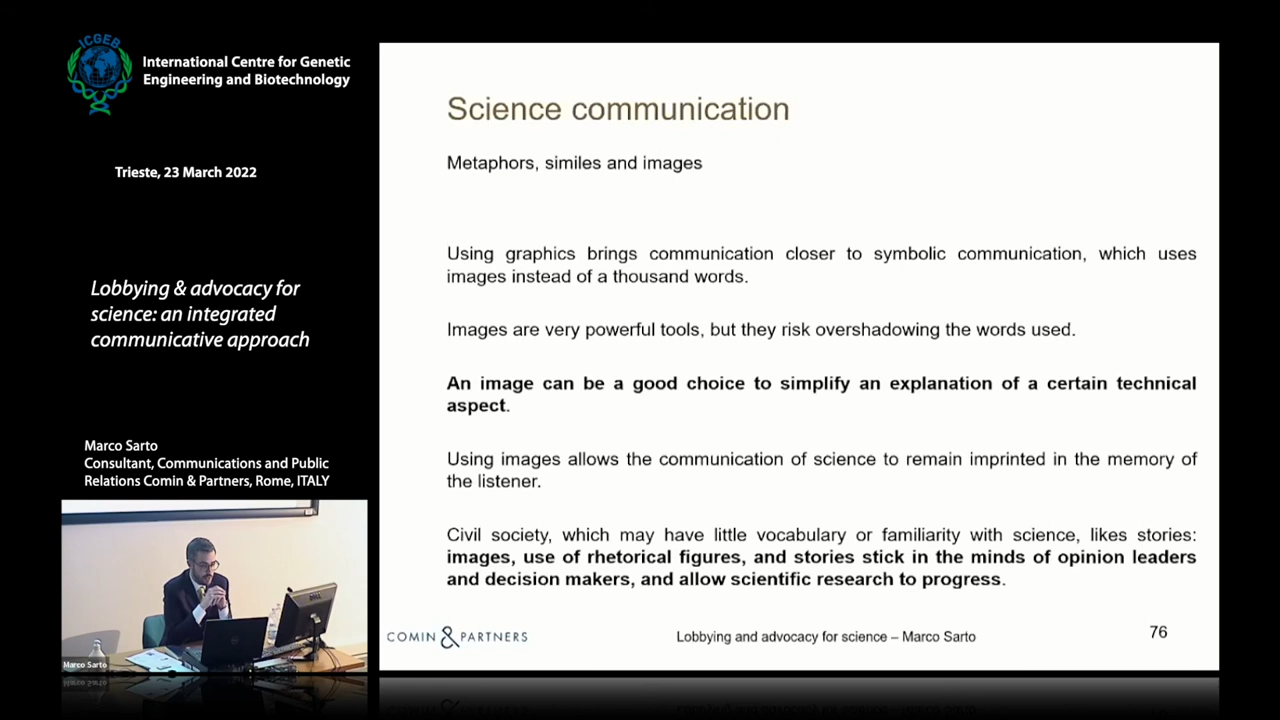 ICGEB
International Centre for Genetic
Engineering and Biotechnology
Trieste, 23 March 2022
Lobbying & advocacy for
science: an integrated
communicative approach
Marco Sarto
Consultant, Communications and Public
Relations Comin & Partners, Rome, ITALY
Marco Sarto
Science communication
Metaphors, similes and images
Using graphics brings communication closer to symbolic communication, which uses
images instead of a thousand words.
Images are very powerful tools, but they risk overshadowing the words used.
An image can be a good choice to simplify an explanation of a certain technical
aspect.
Using images allows the communication of science to remain imprinted in the memory of
the listener.
Civil society, which may have little vocabulary or familiarity with science, likes stories:
images, use of rhetorical figures, and stories stick in the minds of opinion leaders
and decision makers, and allow scientific research to progress.
COMIN & PARTNERS
Lobbying and advocacy for science – Marco Sarto
76